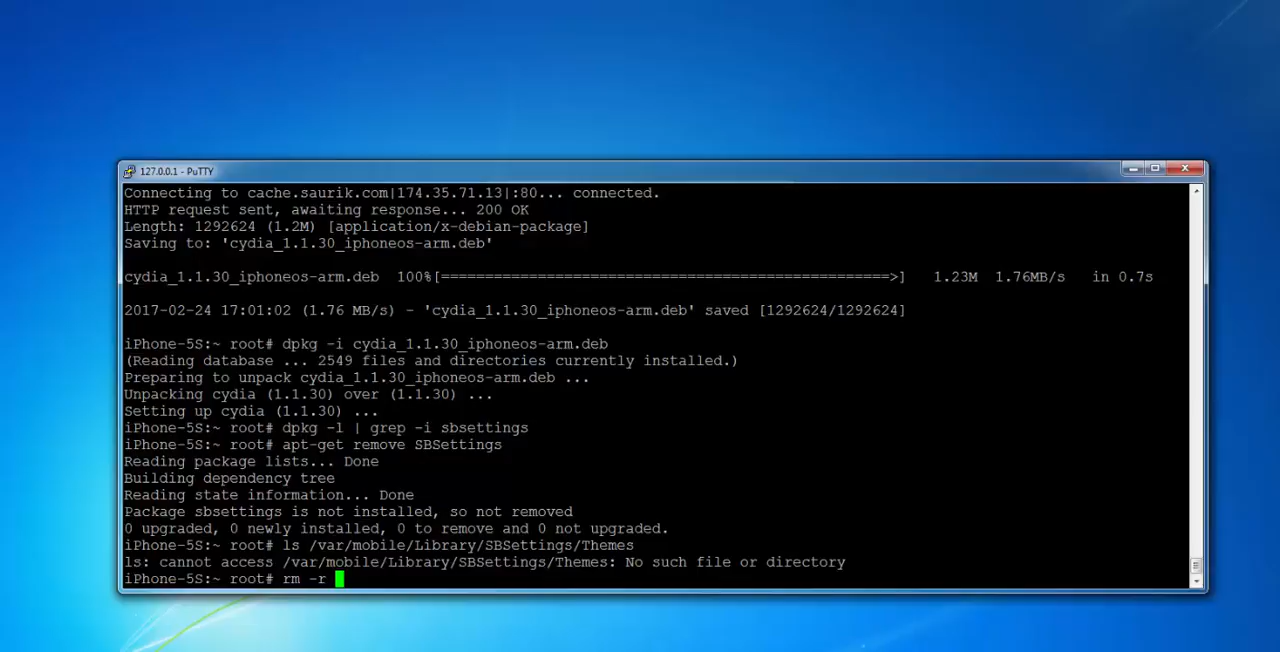 127.0.0.1 - PuTTY
Connecting to cache.saurik.com|174.35.71.13|:80... connected.
HTTP request sent, awaiting response... 200 OK
Length: 1292624 (1.2M) [application/x-debian-package]
Saving to: 'cydia_1.1.30_iphoneos-arm.deb'
cydia_1.1.30_iphoneos-arm.deb 100%[===================================================>] 1.23M 1.76MB/s in 0.7s
2017-02-24 17:01:02 (1.76 MB/s) - 'cydia_1.1.30_iphoneos-arm.deb' saved [1292624/1292624]
iPhone-5S:~ root# dpkg -i cydia_1.1.30_iphoneos-arm.deb
(Reading database ... 2549 files and directories currently installed.)
Preparing to unpack cydia_1.1.30_iphoneos-arm.deb ...
Unpacking cydia (1.1.30) over (1.1.30) ...
Setting up cydia (1.1.30) ...
iPhone-5S:~ root# dpkg -l | grep -i sbsettings
iPhone-5S:~ root# apt-get remove SBSettings
Reading package lists... Done
Building dependency tree
Reading state information... Done
Package sbsettings is not installed, so not removed
0 upgraded, 0 newly installed, 0 to remove and 0 not upgraded.
iPhone-5S:~ root# ls /var/mobile/Library/SBSettings/Themes
ls: cannot access /var/mobile/Library/SBSettings/Themes: No such file or directory
iPhone-5S:~ root# rm -r